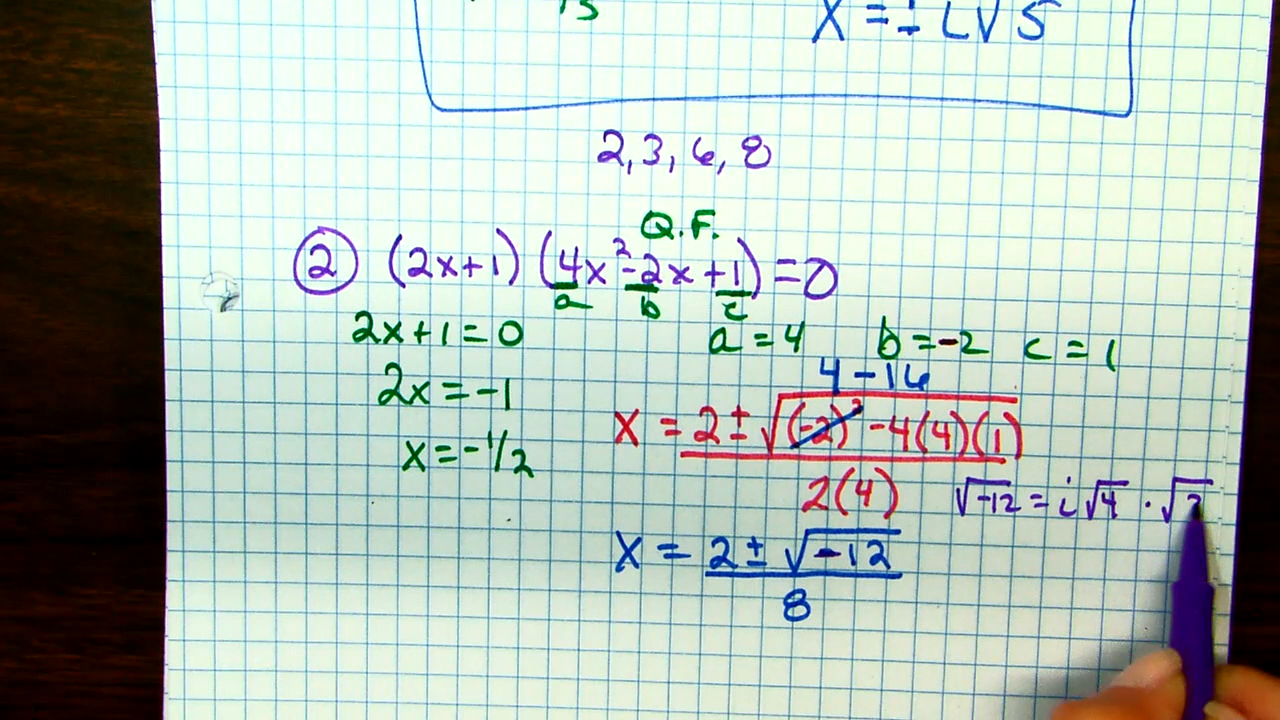 X = ± i√5
2, 3, 6, 8
Q.F.
② (2x+1) (4x²-2x+1) = 0
a b c
2x+1 = 0 a = 4 b = -2 c = 1
2x = -1 4 - 16
x = -1/2 X = 2 ± √(-2)² - 4(4)(1)
2(4) √-12 = i√4 · √
X = 2 ± √-12
8